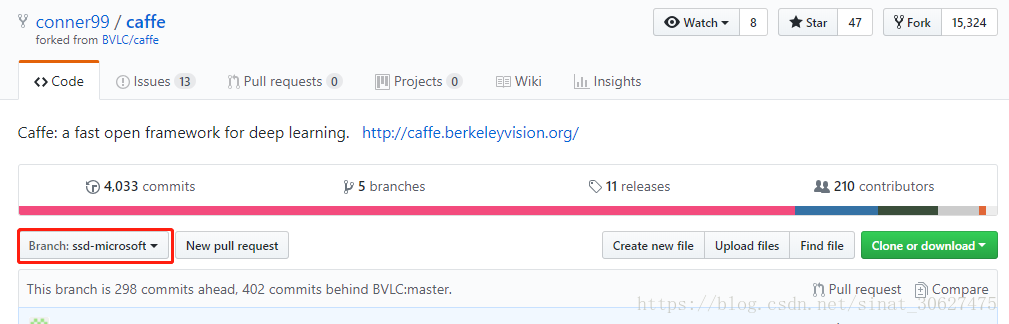 conner99 / caffe
forked from BVLC/caffe
Watch 8 Star 47 Fork 15,324
Code Issues 13 Pull requests 0 Projects 0 Wiki Insights
Caffe: a fast open framework for deep learning. http://caffe.berkeleyvision.org/
4,033 commits 5 branches 11 releases 210 contributors
Branch: ssd-microsoft New pull request Create new file Upload files Find file Clone or download
This branch is 298 commits ahead, 402 commits behind BVLC:master. Pull request Compare
https://blog.csdn.net/sinat_30627475